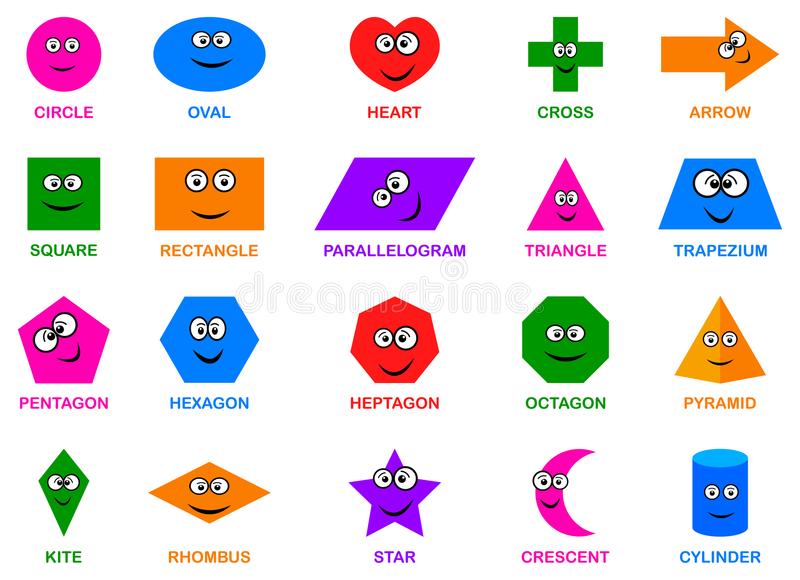 CIRCLE OVAL HEART CROSS ARROW
SQUARE RECTANGLE PARALLELOGRAM TRIANGLE TRAPEZIUM
dreamstime
PENTAGON HEXAGON HEPTAGON OCTAGON PYRAMID
KITE RHOMBUS STAR CRESCENT CYLINDER